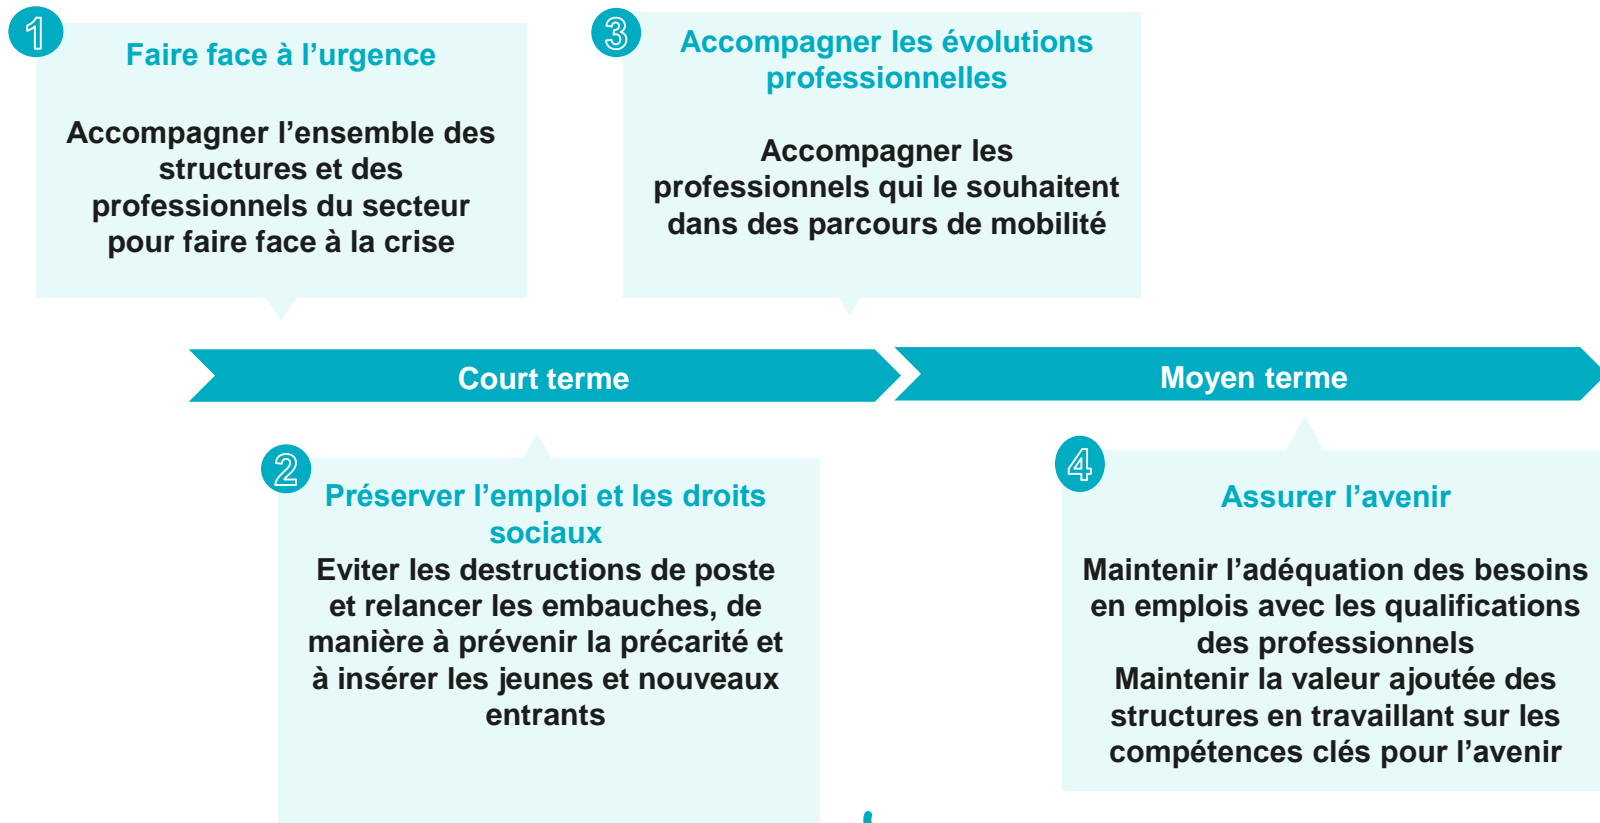 1
Faire face à l’urgence
Accompagner l’ensemble des
structures et des
professionnels du secteur
pour faire face à la crise
3
Accompagner les évolutions
professionnelles
Accompagner les
professionnels qui le souhaitent
dans des parcours de mobilité
Court terme
Moyen terme
2
Préserver l’emploi et les droits
sociaux
Eviter les destructions de poste
et relancer les embauches, de
manière à prévenir la précarité et
à insérer les jeunes et nouveaux
entrants
4
Assurer l’avenir
Maintenir l’adéquation des besoins
en emplois avec les qualifications
des professionnels
Maintenir la valeur ajoutée des
structures en travaillant sur les
compétences clés pour l’avenir